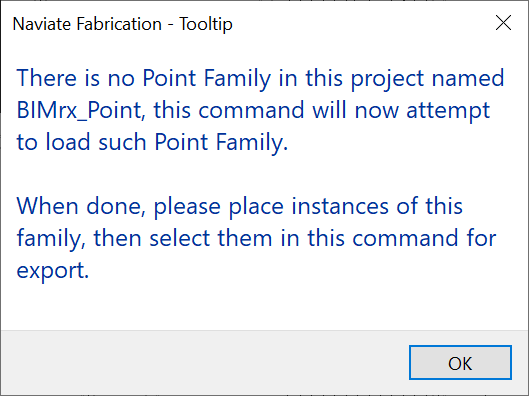 Naviate Fabrication - Tooltip
There is no Point Family in this project named
BIMrx_Point, this command will now attempt
to load such Point Family.
When done, please place instances of this
family, then select them in this command for
export.
OK